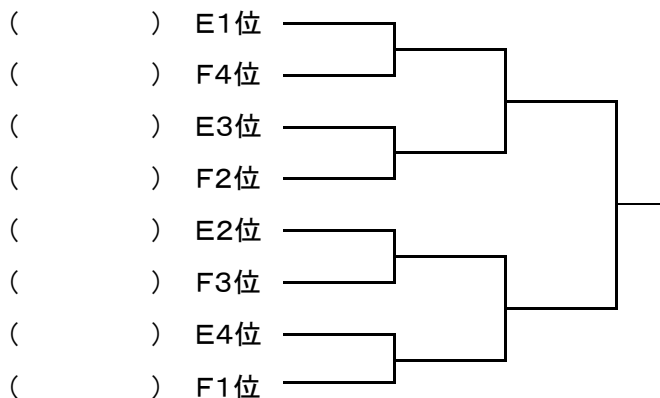 (　　　　　) E1位
(　　　　　) F4位
(　　　　　) E3位
(　　　　　) F2位
(　　　　　) E2位
(　　　　　) F3位
(　　　　　) E4位
(　　　　　) F1位